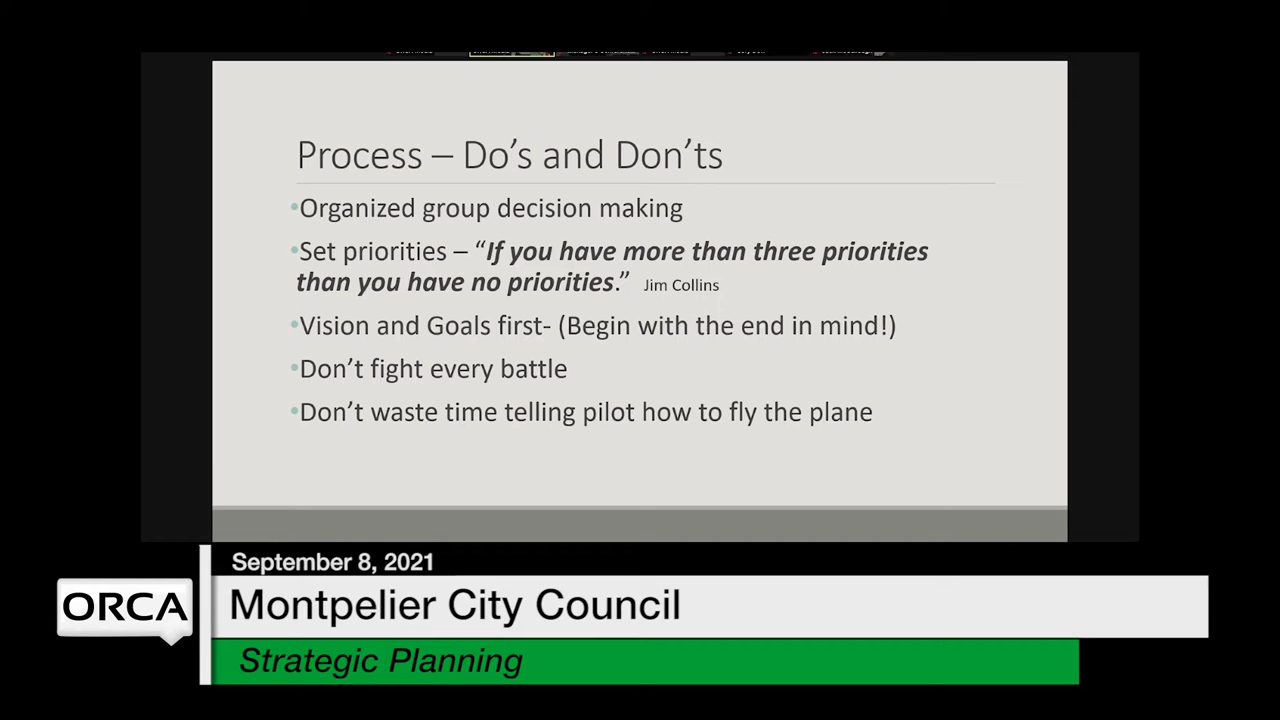 Process – Do's and Don'ts
•Organized group decision making
•Set priorities – “If you have more than three priorities
than you have no priorities.” Jim Collins
•Vision and Goals first- (Begin with the end in mind!)
•Don't fight every battle
•Don't waste time telling pilot how to fly the plane
September 8, 2021
ORCA
Montpelier City Council
Strategic Planning